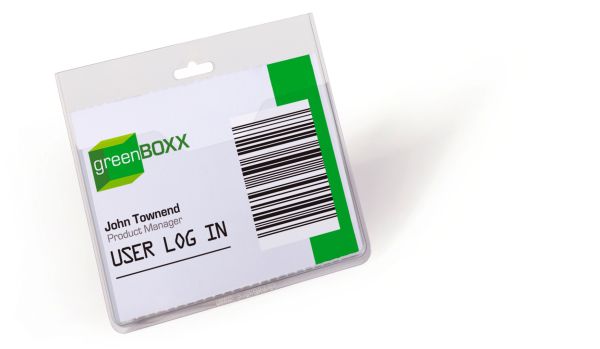 greenBOXX
John Townend
Product Manager
USER LOG IN